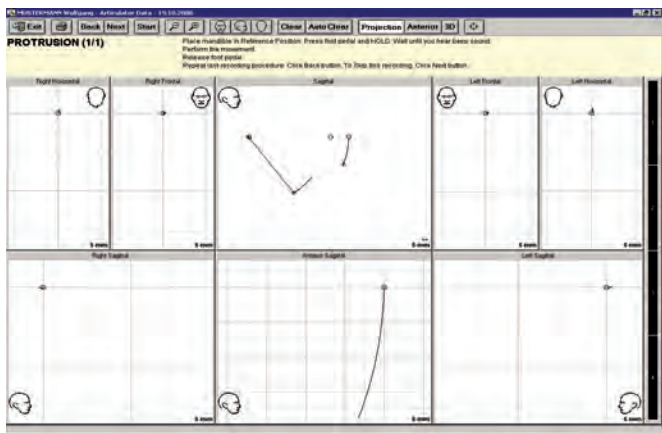 MUSTERMANN Wolfgang - Articulator Data - 19.10.2006
Exit Back Next Start Clear Auto Clear Projection Anterior 3D
PROTRUSION (1/1)
Place mandible in Reference Position. Press foot pedal and HOLD. Wait until you hear beep sound.
Perform the movement.
Release foot pedal.
Repeat last recording procedure: Click Back button. To Skip this recording, Click Next button.
Right Horizontal Right Frontal Sagittal Left Frontal Left Horizontal
5 mm 5 mm 5 mm 5 mm
Right Sagittal Anterior Sagittal Left Sagittal
5 mm 5 mm 5 mm